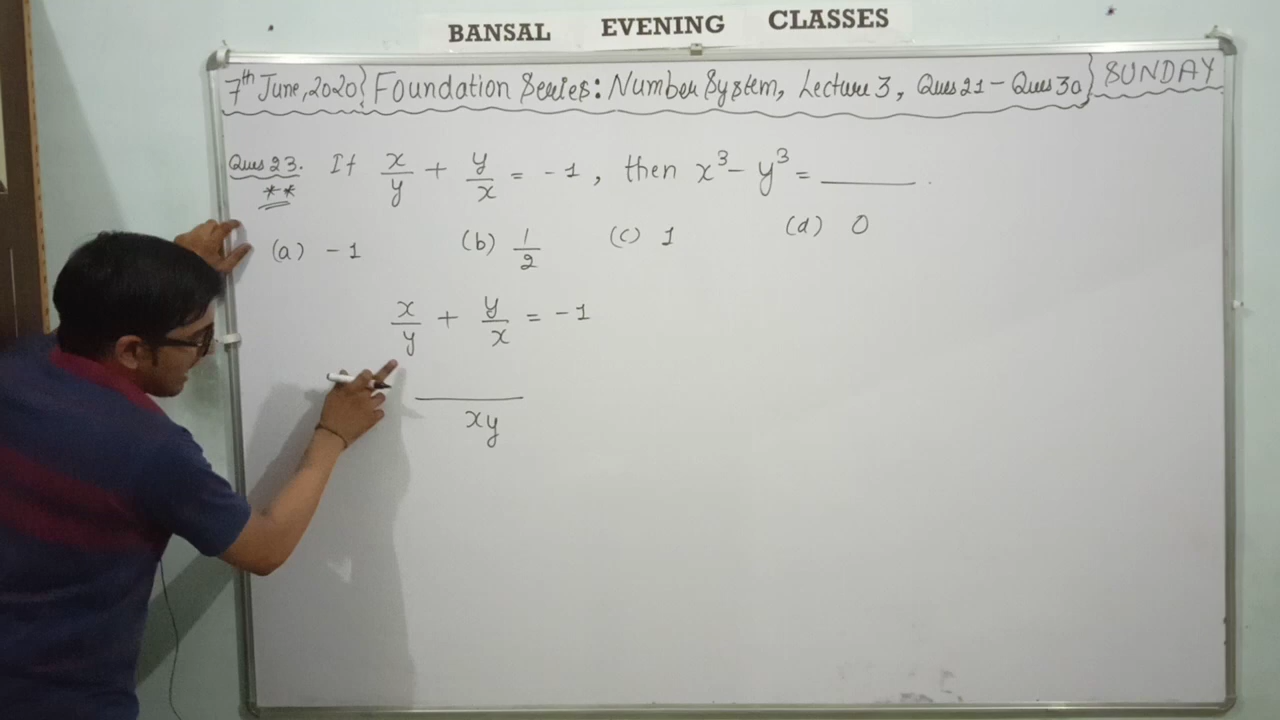 BANSAL EVENING CLASSES
7th June, 2020} Foundation Series: Number System, Lecture 3, Ques 21 - Ques 30} SUNDAY
Ques 23. If x/y + y/x = -1, then x³ - y³ = ______.
**
(a) -1 (b) 1/2 (c) 1 (d) 0
x/y + y/x = -1
xy